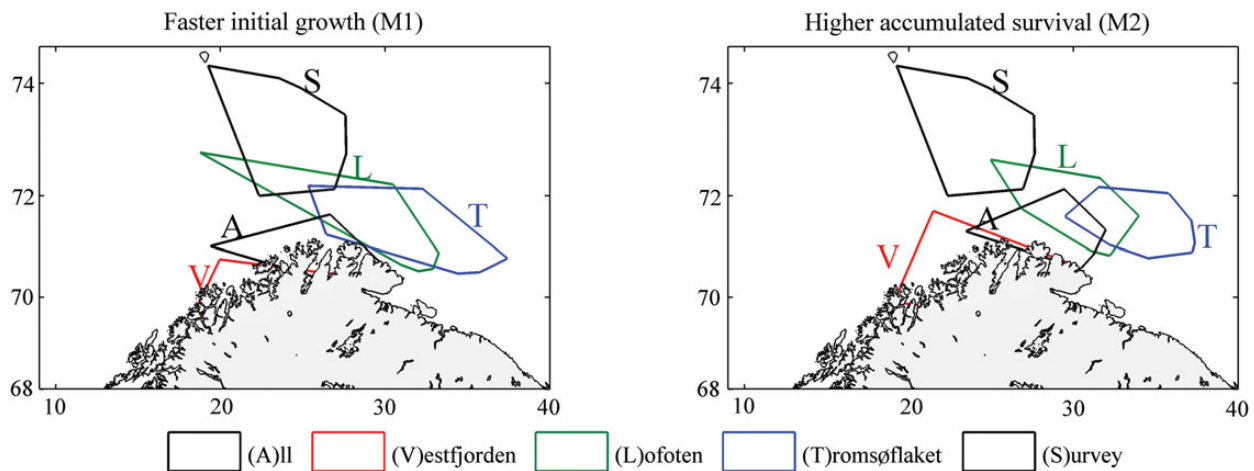 Faster initial growth (M1)
Higher accumulated survival (M2)
74
72
70
68
10
20
30
40
S
L
T
A
V
74
72
70
68
10
20
30
40
S
L
T
A
V
(A)ll
(V)estfjorden
(L)ofoten
(T)romsøflaket
(S)urvey